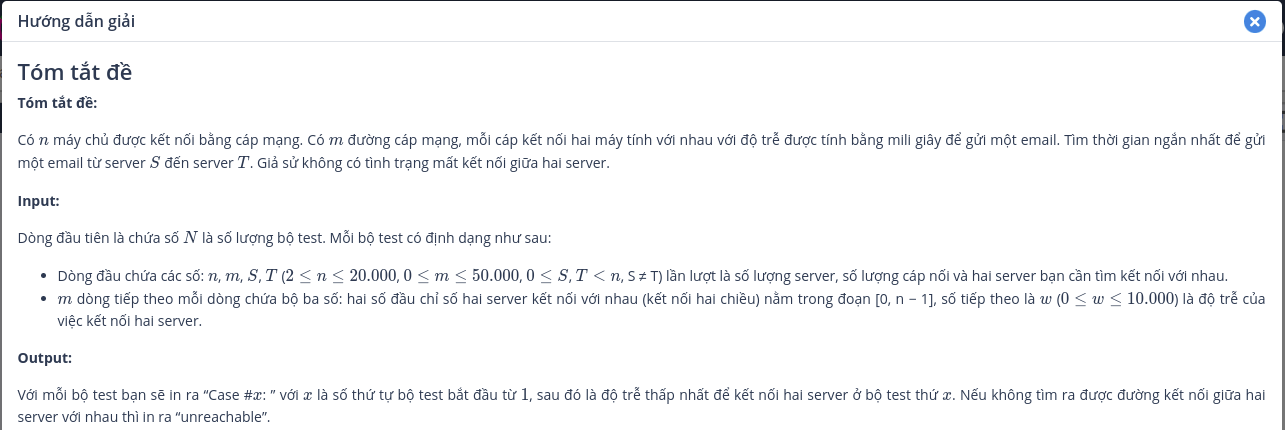 Hướng dẫn giải
Tóm tắt đề
Tóm tắt đề:
Có n máy chủ được kết nối bằng cáp mạng. Có m đường cáp mạng, mỗi cáp kết nối hai máy tính với nhau với độ trễ được tính bằng mili giây để gửi một email. Tìm thời gian ngắn nhất để gửi
một email từ server S đến server T. Giả sử không có tình trạng mất kết nối giữa hai server.
Input:
Dòng đầu tiên là chứa số N là số lượng bộ test. Mỗi bộ test có định dạng như sau:
• Dòng đầu chứa các số: n, m, S, T (2 ≤ n ≤ 20.000, 0 ≤ m ≤ 50.000, 0 ≤ S, T < n, S ≠ T) lần lượt là số lượng server, số lượng cáp nối và hai server bạn cần tìm kết nối với nhau.
• m dòng tiếp theo mỗi dòng chứa bộ ba số: hai số đầu chỉ số hai server kết nối với nhau (kết nối hai chiều) nằm trong đoạn [0, n − 1], số tiếp theo là w (0 ≤ w ≤ 10.000) là độ trễ của
việc kết nối hai server.
Output:
Với mỗi bộ test bạn sẽ in ra “Case #x: ” với x là số thứ tự bộ test bắt đầu từ 1, sau đó là độ trễ thấp nhất để kết nối hai server ở bộ test thứ x. Nếu không tìm ra được đường kết nối giữa hai
server với nhau thì in ra “unreachable”.